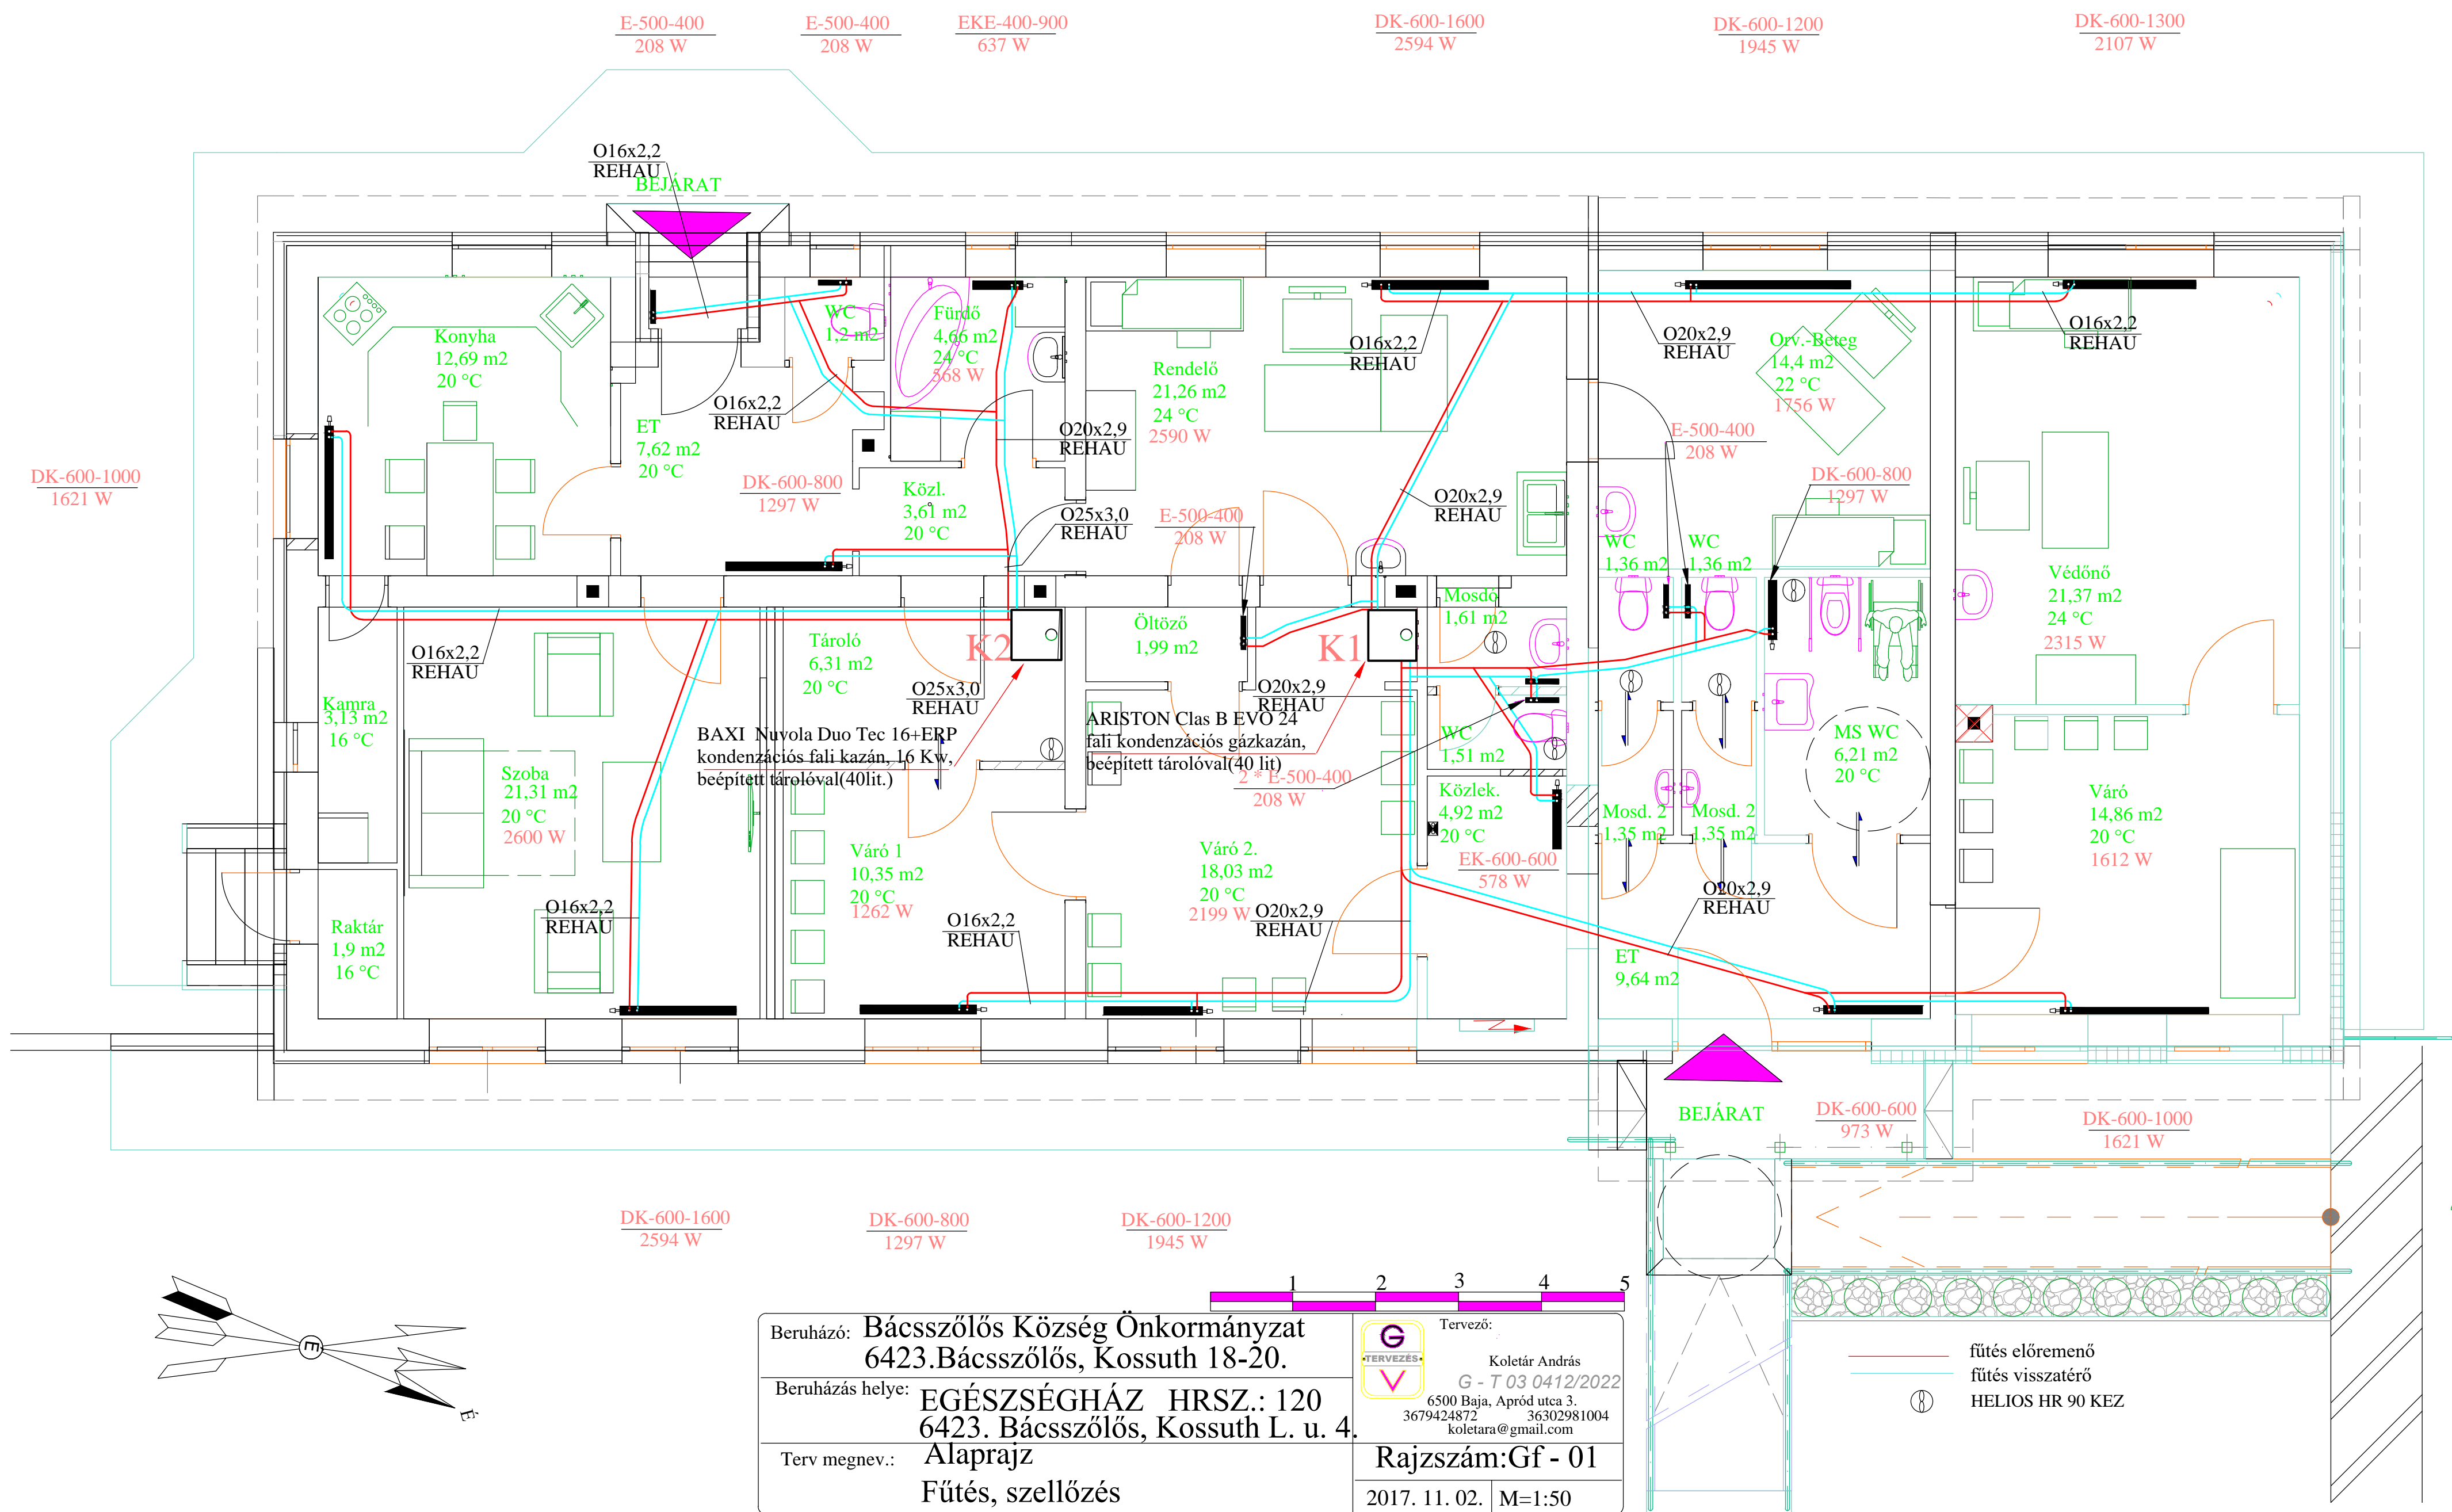 E-500-400
208 W
E-500-400
208 W
EKE-400-900
637 W
DK-600-1600
2594 W
DK-600-1200
1945 W
DK-600-1300
2107 W
O16x2,2
REHAU
BEJÁRAT
Konyha
12,69 m2
20 °C
WC
1,2 m2
Fürdő
4,66 m2
24 °C
568 W
Rendelő
21,26 m2
24 °C
2590 W
O16x2,2
REHAU
O20x2,9
REHAU
Orv.-Beteg
14,4 m2
22 °C
1756 W
O16x2,2
REHAU
ET
7,62 m2
20 °C
O16x2,2
REHAU
O20x2,9
REHAU
E-500-400
208 W
DK-600-1000
1621 W
DK-600-800
1297 W
Közl.
3,61 m2
20 °C
O25x3,0
REHAU
E-500-400
208 W
O20x2,9
REHAU
DK-600-800
1297 W
WC
1,36 m2
WC
1,36 m2
Védőnő
21,37 m2
24 °C
2315 W
Mosdó
1,61 m2
Öltöző
1,99 m2
K2
K1
Tároló
6,31 m2
20 °C
O16x2,2
REHAU
O25x3,0
REHAU
O20x2,9
REHAU
Kamra
3,13 m2
16 °C
BAXI Nuvola Duo Tec 16+ERP
kondenzációs fali kazán, 16 Kw,
beépített tárolóval(40lit.)
ARISTON Clas B EVO 24
fali kondenzációs gázkazán,
beépített tárolóval(40 lit)
2 * E-500-400
208 W
WC
1,51 m2
MS WC
6,21 m2
20 °C
Szoba
21,31 m2
20 °C
2600 W
Közlek.
4,92 m2
20 °C
EK-600-600
578 W
Mosd. 2
1,35 m2
Mosd. 2
1,35 m2
Váró
14,86 m2
20 °C
1612 W
Váró 1
10,35 m2
20 °C
1262 W
Váró 2.
18,03 m2
20 °C
2199 W
O20x2,9
REHAU
O20x2,9
REHAU
O16x2,2
REHAU
O16x2,2
REHAU
Raktár
1,9 m2
16 °C
ET
9,64 m2
BEJÁRAT
DK-600-600
973 W
DK-600-1000
1621 W
DK-600-1600
2594 W
DK-600-800
1297 W
DK-600-1200
1945 W
1 2 3 4 5
É
Beruházó: Bácsszőlős Község Önkormányzat
6423.Bácsszőlős, Kossuth 18-20.
Beruházás helye: EGÉSZSÉGHÁZ HRSZ.: 120
6423. Bácsszőlős, Kossuth L. u. 4.
Terv megnev.: Alaprajz
Fűtés, szellőzés
G
TERVEZÉS
V
Tervező:
Koletár András
G - T 03 0412/2022
6500 Baja, Apród utca 3.
3679424872 36302981004
koletara@gmail.com
Rajzszám:Gf - 01
2017. 11. 02. M=1:50
fűtés előremenő
fűtés visszatérő
HELIOS HR 90 KEZ